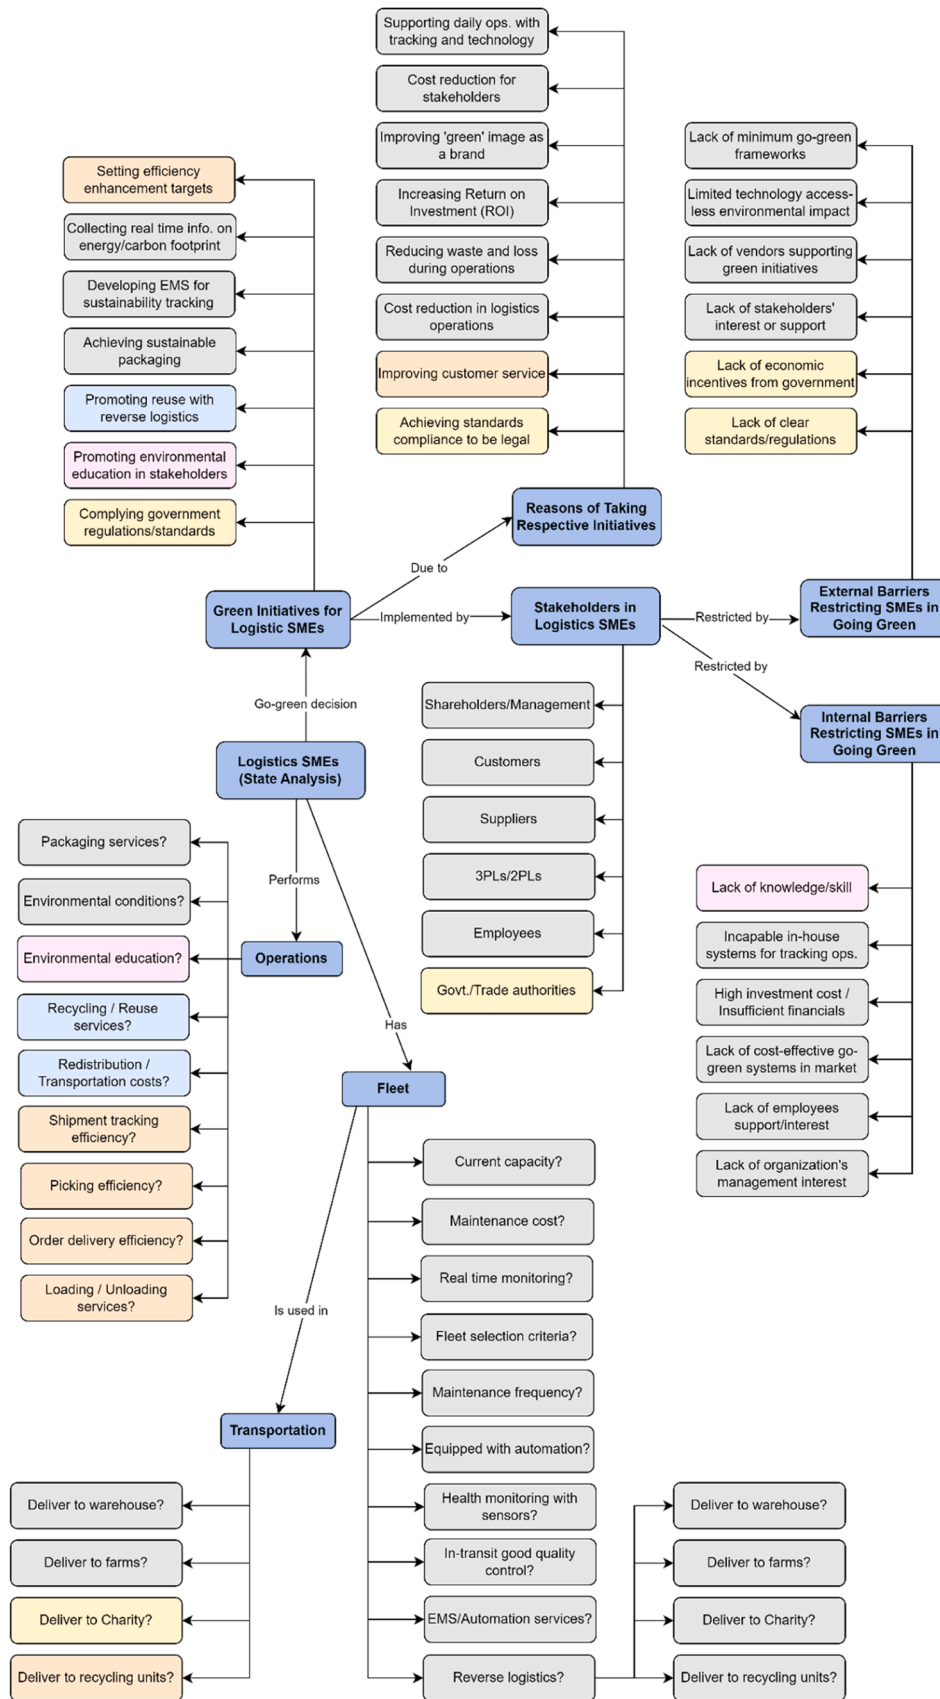 Supporting daily ops. with
tracking and technology
Cost reduction for
stakeholders
Improving 'green' image as
a brand
Increasing Return on
Investment (ROI)
Reducing waste and loss
during operations
Cost reduction in logistics
operations
Improving customer service
Achieving standards
compliance to be legal
Lack of minimum go-green
frameworks
Limited technology access-
less environmental impact
Lack of vendors supporting
green initiatives
Lack of stakeholders'
interest or support
Lack of economic
incentives from government
Lack of clear
standards/regulations
Setting efficiency
enhancement targets
Collecting real time info. on
energy/carbon footprint
Developing EMS for
sustainability tracking
Achieving sustainable
packaging
Promoting reuse with
reverse logistics
Promoting environmental
education in stakeholders
Complying government
regulations/standards
Reasons of Taking
Respective Initiatives
Due to
Green Initiatives for
Logistic SMEs
Implemented by
Stakeholders in
Logistics SMEs
Restricted by
External Barriers
Restricting SMEs in
Going Green
Restricted by
Internal Barriers
Restricting SMEs in
Going Green
Go-green decision
Logistics SMEs
(State Analysis)
Shareholders/Management
Customers
Suppliers
3PLs/2PLs
Employees
Govt./Trade authorities
Lack of knowledge/skill
Incapable in-house
systems for tracking ops.
High investment cost /
Insufficient financials
Lack of cost-effective go-
green systems in market
Lack of employees
support/interest
Lack of organization's
management interest
Performs
Operations
Packaging services?
Environmental conditions?
Environmental education?
Recycling / Reuse
services?
Redistribution /
Transportation costs?
Shipment tracking
efficiency?
Picking efficiency?
Order delivery efficiency?
Loading / Unloading
services?
Has
Fleet
Current capacity?
Maintenance cost?
Real time monitoring?
Fleet selection criteria?
Maintenance frequency?
Equipped with automation?
Health monitoring with
sensors?
In-transit good quality
control?
EMS/Automation services?
Reverse logistics?
Is used in
Transportation
Deliver to warehouse?
Deliver to farms?
Deliver to Charity?
Deliver to recycling units?
Deliver to warehouse?
Deliver to farms?
Deliver to Charity?
Deliver to recycling units?